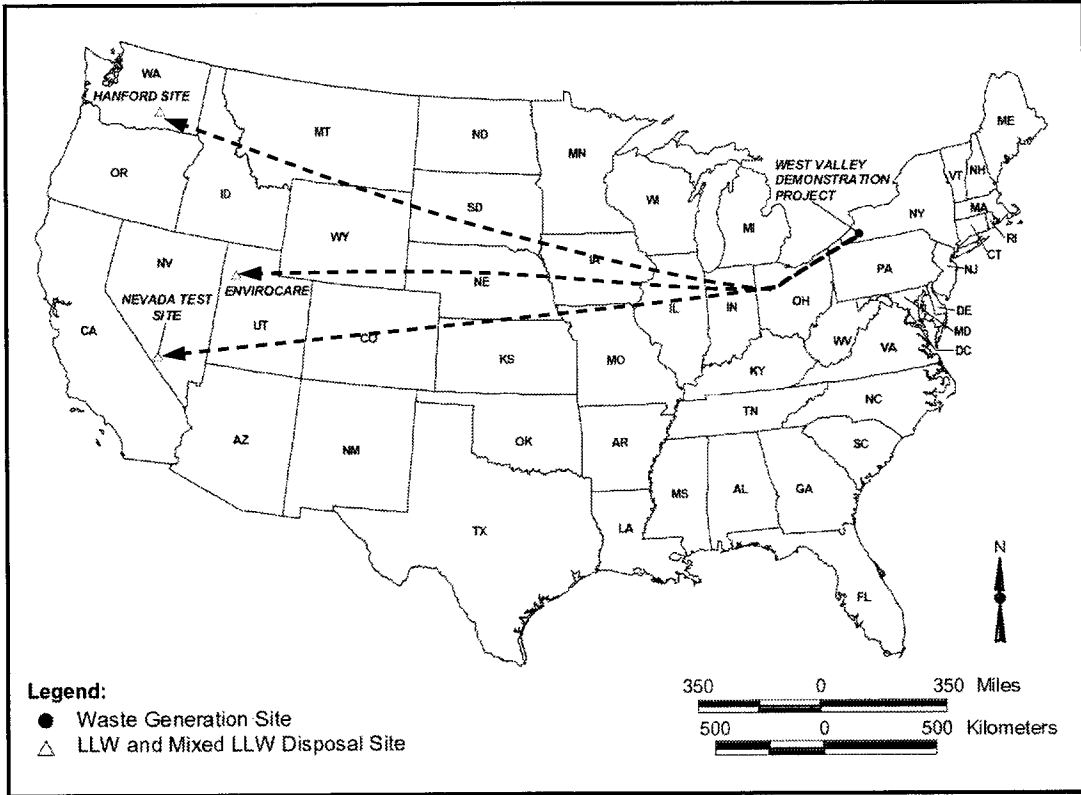 WA
HANFORD SITE
MT
ND
MN
ME
OR
ID
SD
WI
WEST VALLEY
DEMONSTRATION
PROJECT
VT
NH
WY
MI
NY
MA
RI
CT
NV
IA
NE
PA
NJ
ENVIROCARE
NEVADA TEST
SITE
UT
CA
CO
IL
IN
OH
DE
MD
DC
WV
VA
KS
MO
KY
NC
TN
AZ
NM
OK
AR
SC
MS
AL
GA
TX
LA
FL
N
Legend:
Waste Generation Site
LLW and Mixed LLW Disposal Site
350 0 350 Miles
500 0 500 Kilometers